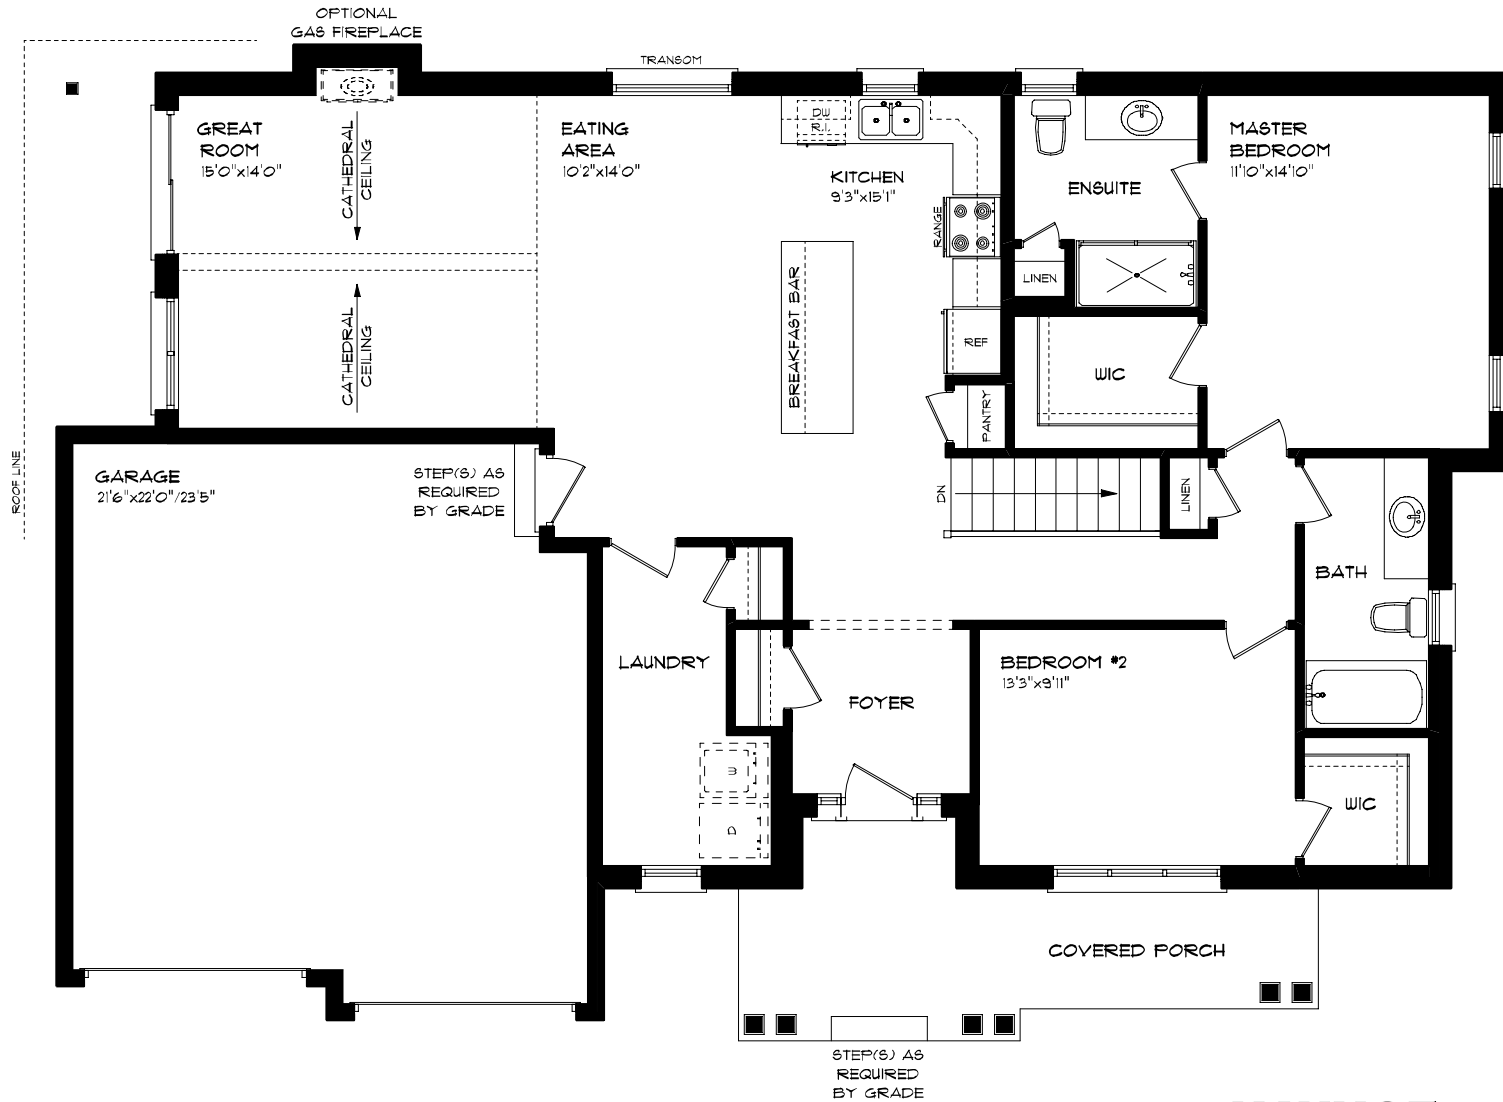 OPTIONAL
GAS FIREPLACE
TRANSOM
GREAT
ROOM
15'0"x14'0"
CATHEDRAL
CEILING
EATING
AREA
10'2"x14'0"
DW
R.I.
KITCHEN
9'3"x15'1"
RANGE
ENSUITE
MASTER
BEDROOM
11'10"x14'10"
LINEN
CATHEDRAL
CEILING
BREAKFAST BAR
REF
WIC
PANTRY
ROOF LINE
GARAGE
21'6"x22'0"/23'5"
STEP(S) AS
REQUIRED
BY GRADE
DN
LINEN
BATH
LAUNDRY
FOYER
BEDROOM #2
13'3"x9'11"
W
D
WIC
COVERED PORCH
STEP(S) AS
REQUIRED
BY GRADE